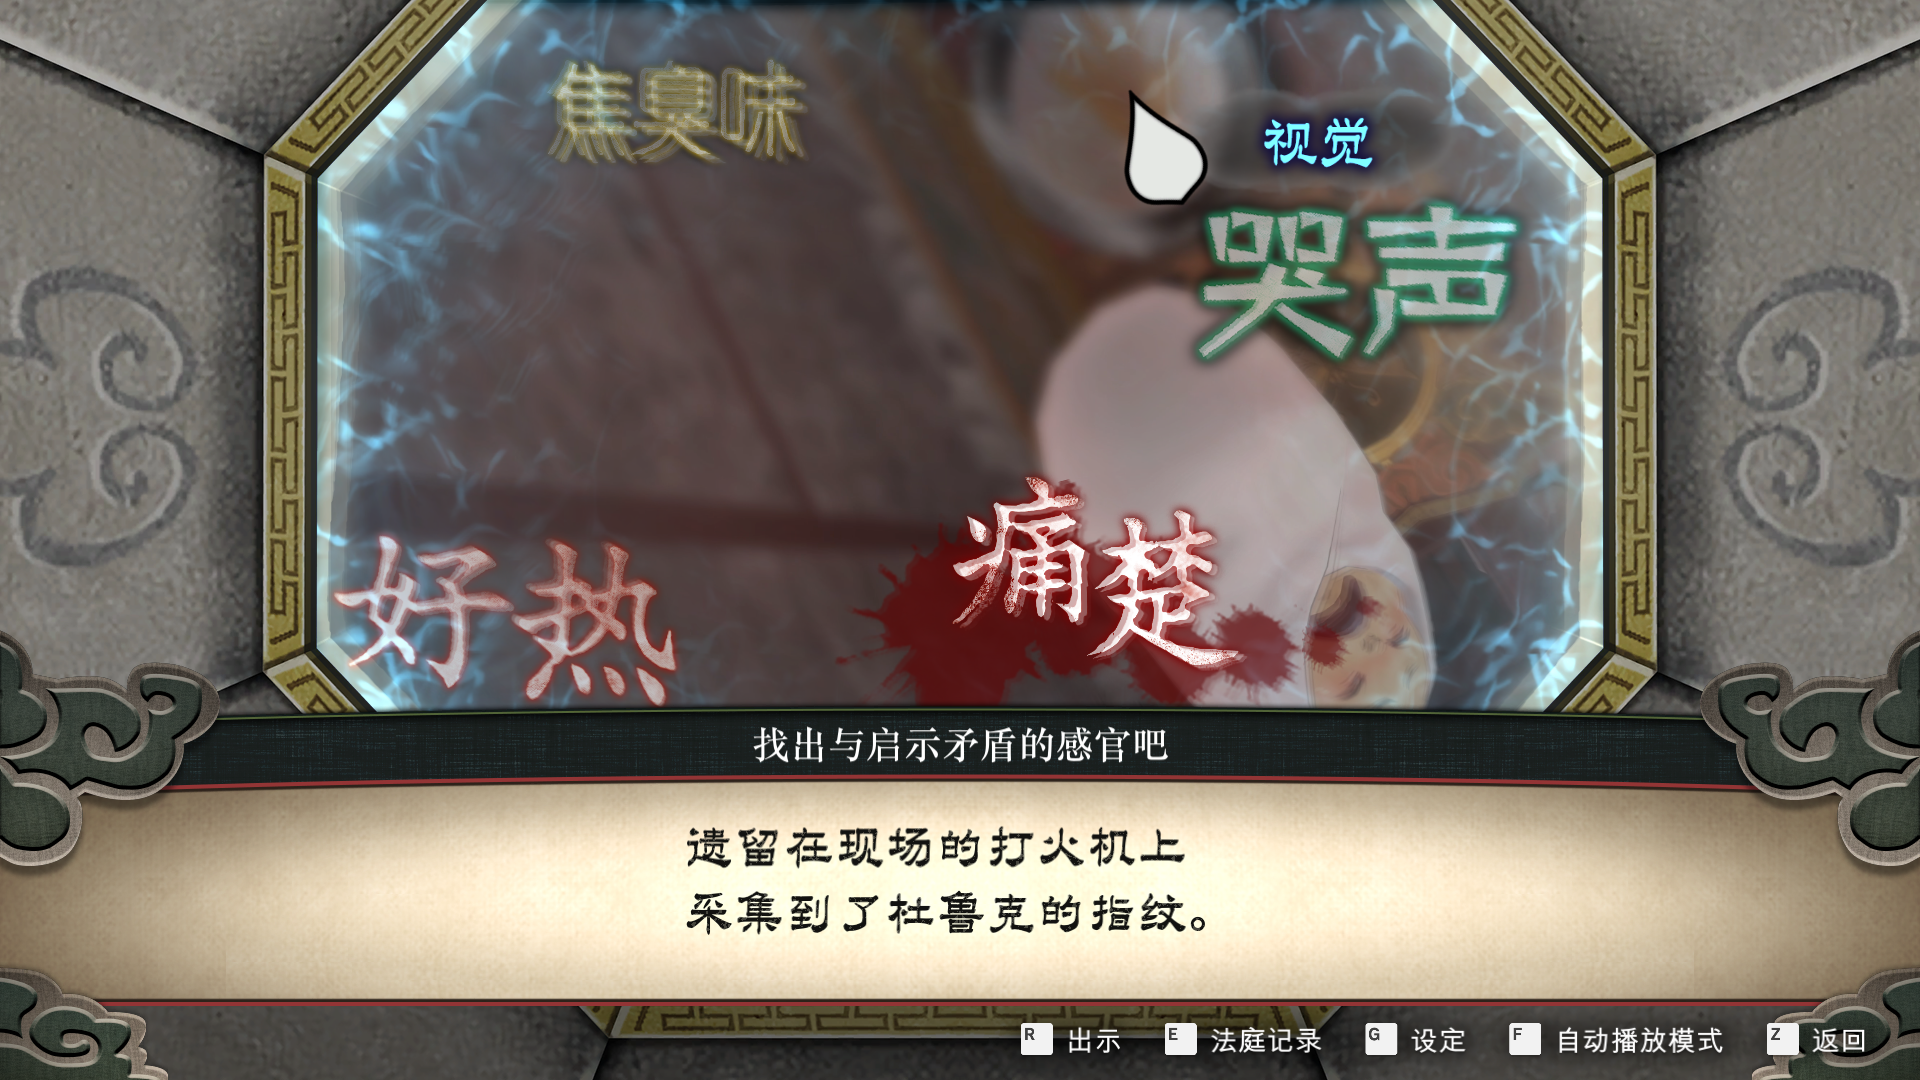 焦臭味
视觉
哭声
痛楚
好热
找出与启示矛盾的感官吧
遗留在现场的打火机上
采集到了杜鲁克的指纹。
R 出示 E 法庭记录 G 设定 F 自动播放模式 Z 返回